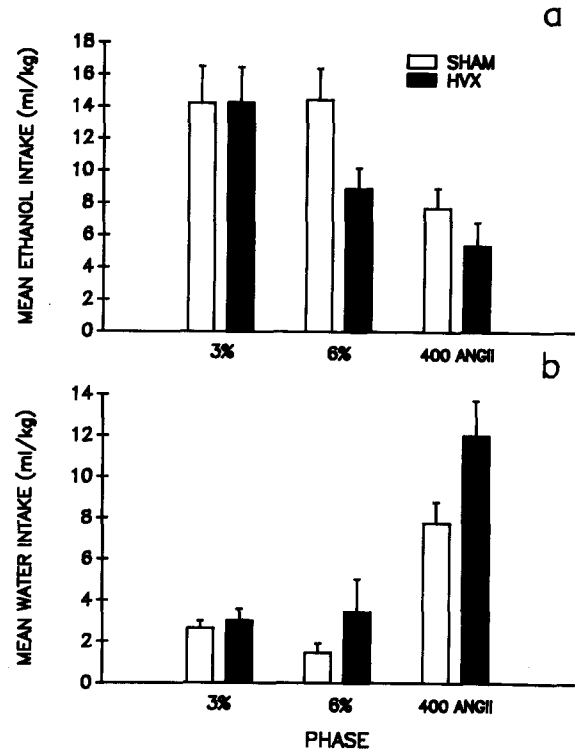 a
MEAN ETHANOL INTAKE (ml/kg)
18
16
14
12
10
8
6
4
2
0
SHAM
HVX
3% 6% 400 ANGII
b
MEAN WATER INTAKE (ml/kg)
14
12
10
8
6
4
2
0
3% 6% 400 ANGII
PHASE